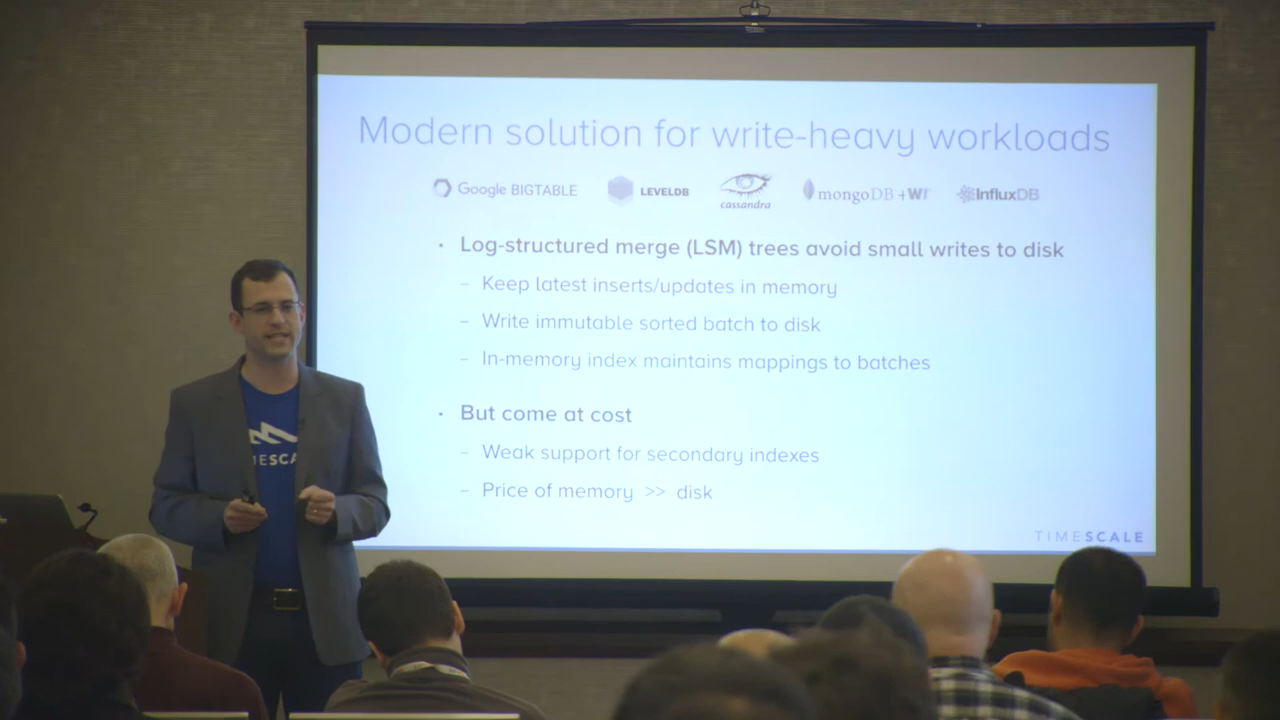 Modern solution for write-heavy workloads
Google BIGTABLE LEVELDB cassandra mongoDB +WT InfluxDB
· Log-structured merge (LSM) trees avoid small writes to disk
– Keep latest inserts/updates in memory
– Write immutable sorted batch to disk
– In-memory index maintains mappings to batches
· But come at cost
– Weak support for secondary indexes
– Price of memory >> disk
TIMESCALE
MESCA